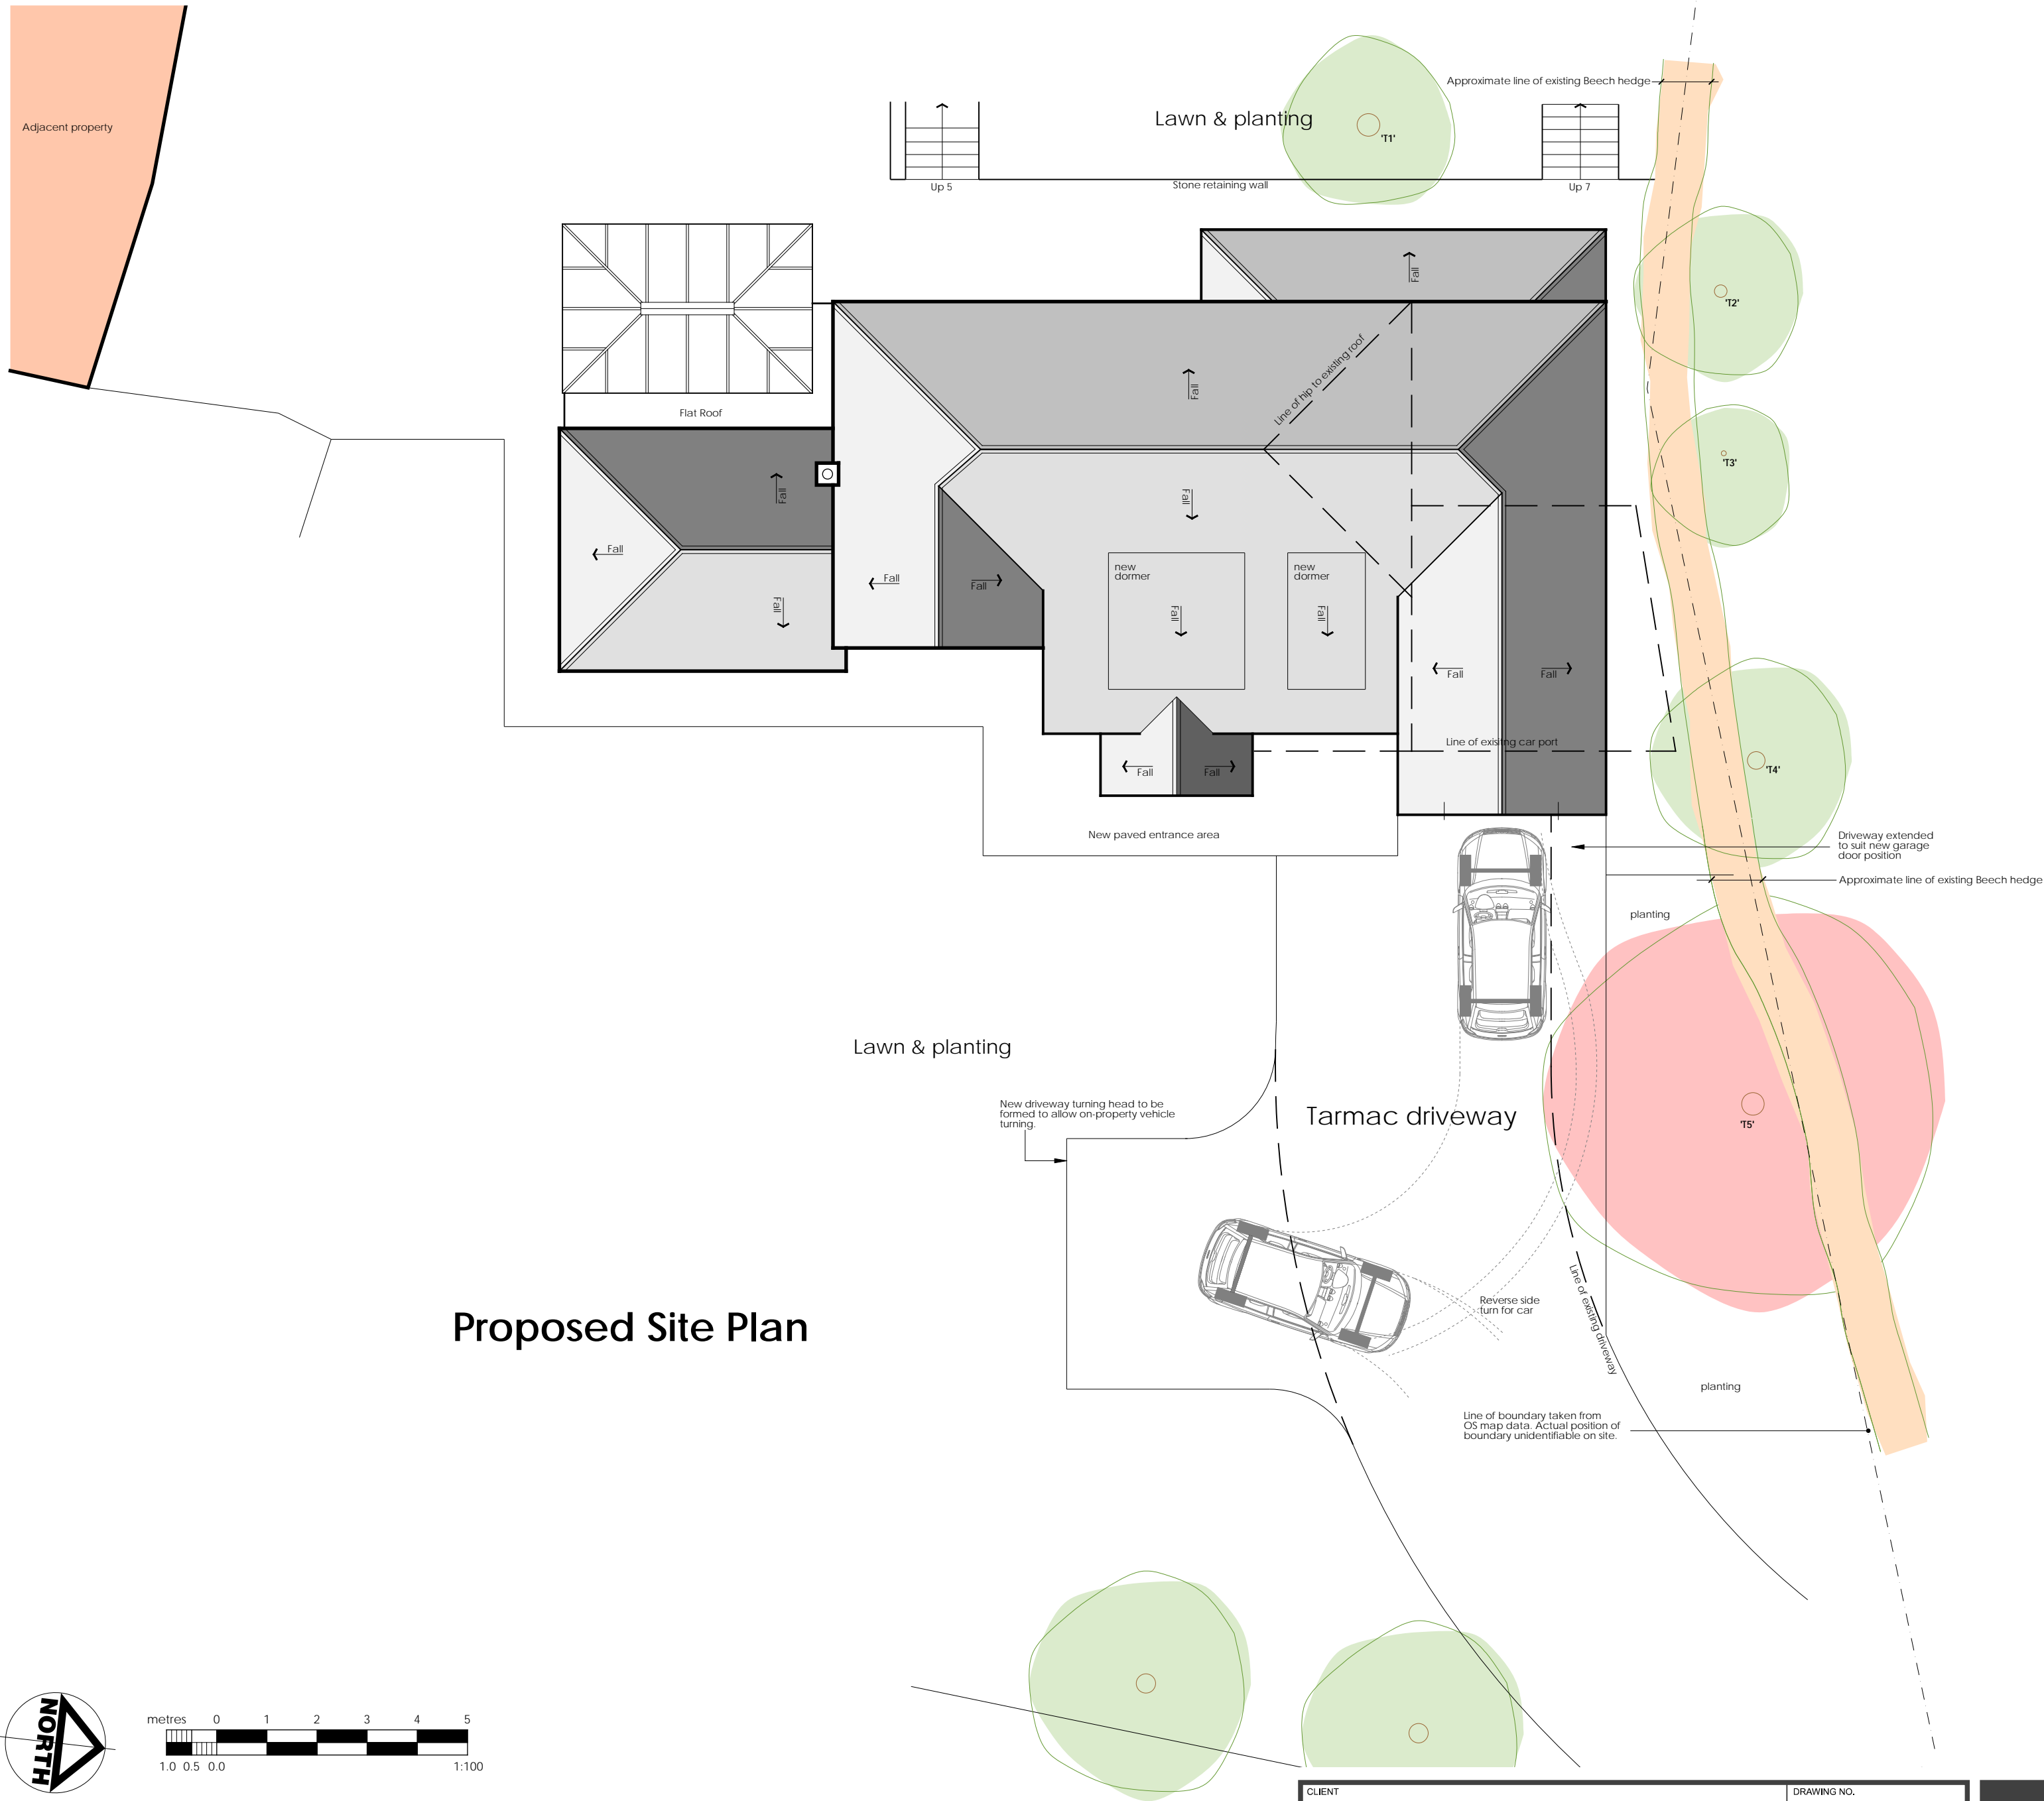 Approximate line of existing Beech hedge
Adjacent property
Lawn & planting
'T1'
Up 5
Stone retaining wall
Up 7
Fall
'T2'
Line of hip to existing roof
Fall
Flat Roof
'T3'
Fall
Fall
Fall
Fall
Fall
Fall
new
dormer
Fall
new
dormer
Fall
Fall
Fall
Line of exisitng car port
'T4'
Fall
Fall
New paved entrance area
Driveway extended
to suit new garage
door position
Approximate line of existing Beech hedge
planting
Lawn & planting
New driveway turning head to be
formed to allow on-property vehicle
turning.
Tarmac driveway
'T5'
Reverse side
turn for car
Line of existing driveway
Proposed Site Plan
planting
Line of boundary taken from
OS map data. Actual position of
boundary unidentifiable on site.
NORTH
metres 0 1 2 3 4 5
1.0 0.5 0.0 1:100
CLIENT
DRAWING NO.